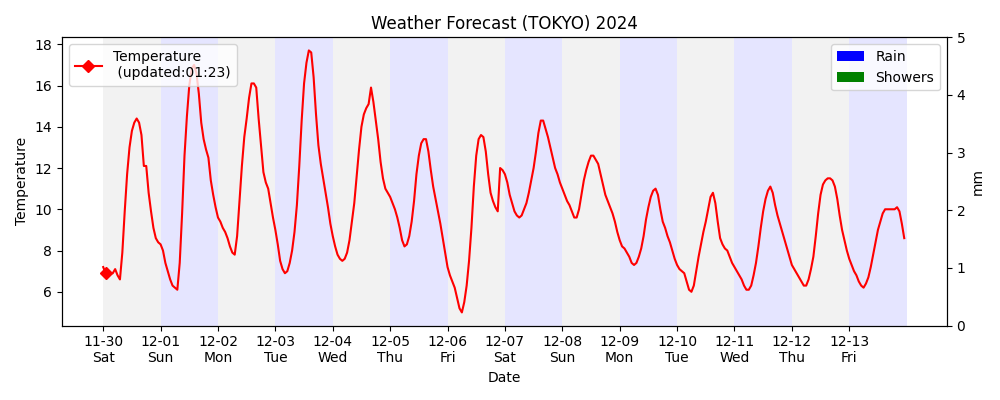 Weather Forecast (TOKYO) 2024
Temperature
(updated:01:23)
Rain
Showers
Temperature
18
16
14
12
10
8
6
5
4
3
2
1
0
mm
11-30 12-01 12-02 12-03 12-04 12-05 12-06 12-07 12-08 12-09 12-10 12-11 12-12 12-13
Sat Sun Mon Tue Wed Thu Fri Sat Sun Mon Tue Wed Thu Fri
Date